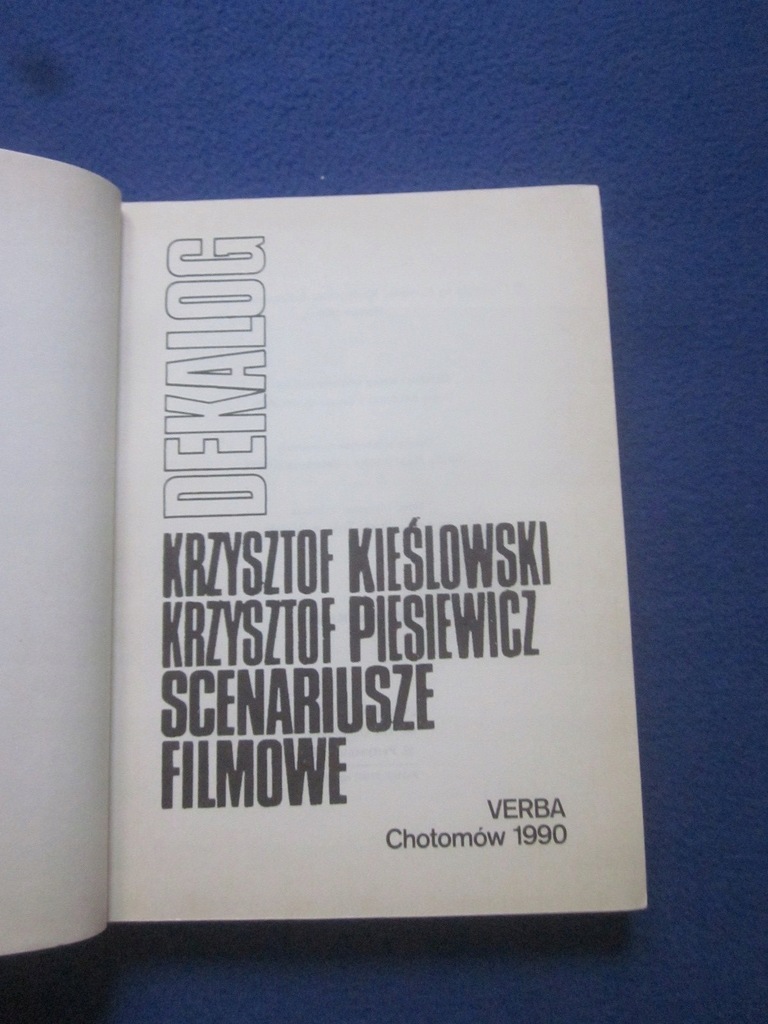 DEKALOG
KRZYSZTOF KIEŚLOWSKI
KRZYSZTOF PIESIEWICZ
SCENARIUSZE
FILMOWE
VERBA
Chotomów 1990